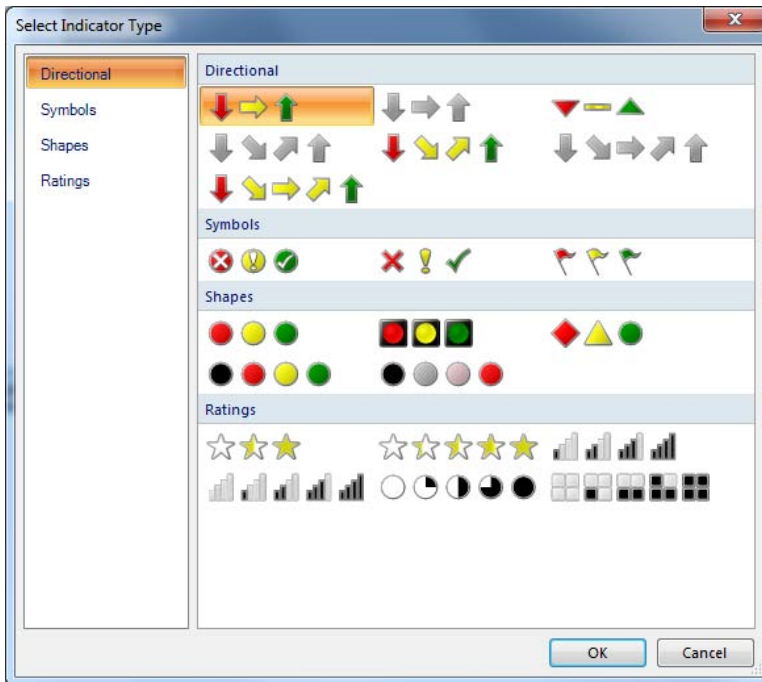 Select Indicator Type
Directional
Symbols
Shapes
Ratings
Directional
Symbols
Shapes
Ratings
OK
Cancel